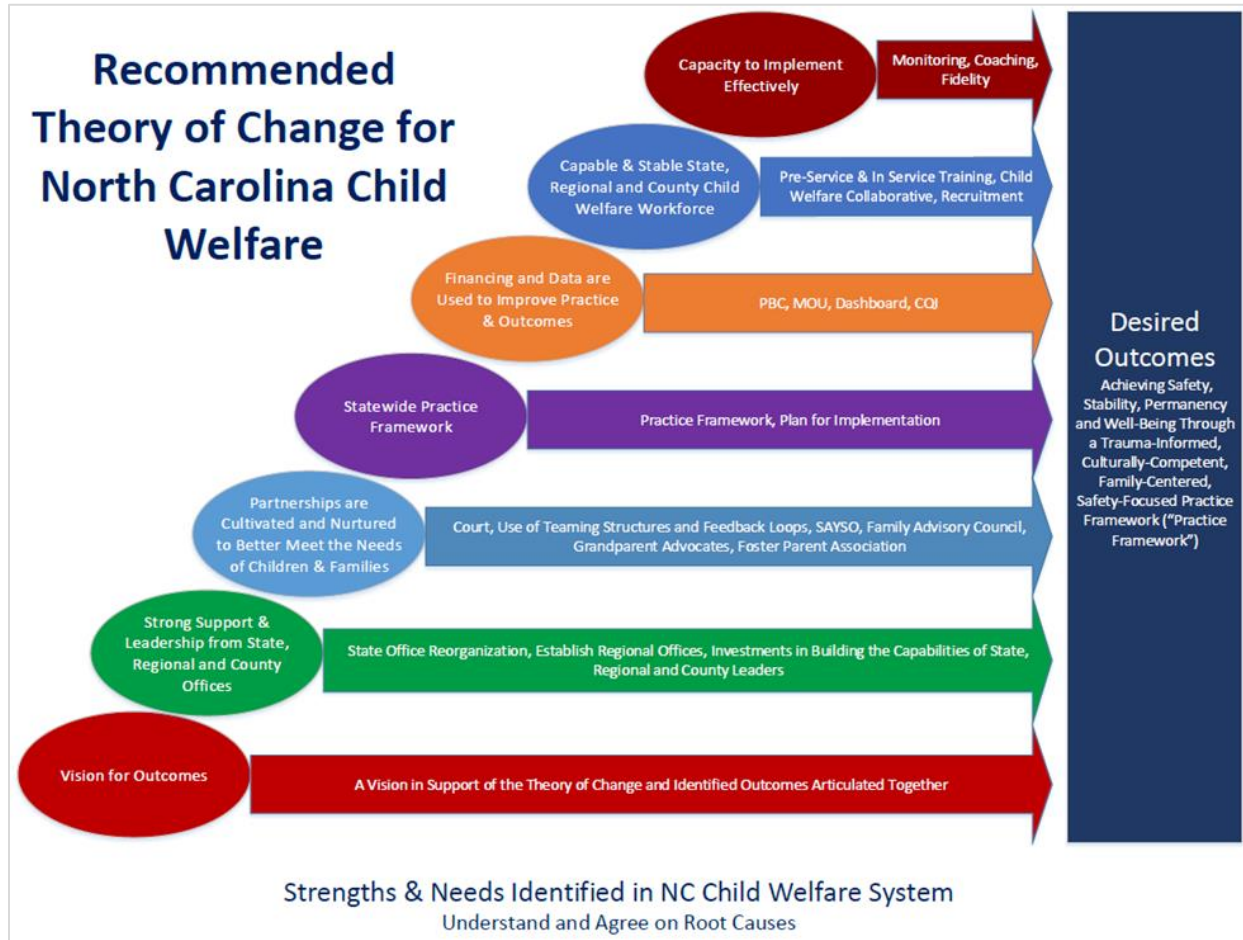 Recommended
Theory of Change for
North Carolina Child
Welfare
Capacity to Implement
Effectively
Monitoring, Coaching,
Fidelity
Capable & Stable State,
Regional and County Child
Welfare Workforce
Pre-Service & In Service Training, Child
Welfare Collaborative, Recruitment
Financing and Data are
Used to Improve Practice
& Outcomes
PBC, MOU, Dashboard, CQI
Statewide Practice
Framework
Practice Framework, Plan for Implementation
Partnerships are
Cultivated and Nurtured
to Better Meet the Needs
of Children & Families
Court, Use of Teaming Structures and Feedback Loops, SAYSO, Family Advisory Council,
Grandparent Advocates, Foster Parent Association
Strong Support &
Leadership from State,
Regional and County
Offices
State Office Reorganization, Establish Regional Offices, Investments in Building the Capabilities of State,
Regional and County Leaders
Vision for Outcomes
A Vision in Support of the Theory of Change and Identified Outcomes Articulated Together
Desired
Outcomes
Achieving Safety,
Stability, Permanency
and Well-Being Through
a Trauma-Informed,
Culturally-Competent,
Family-Centered,
Safety-Focused Practice
Framework ("Practice
Framework")
Strengths & Needs Identified in NC Child Welfare System
Understand and Agree on Root Causes